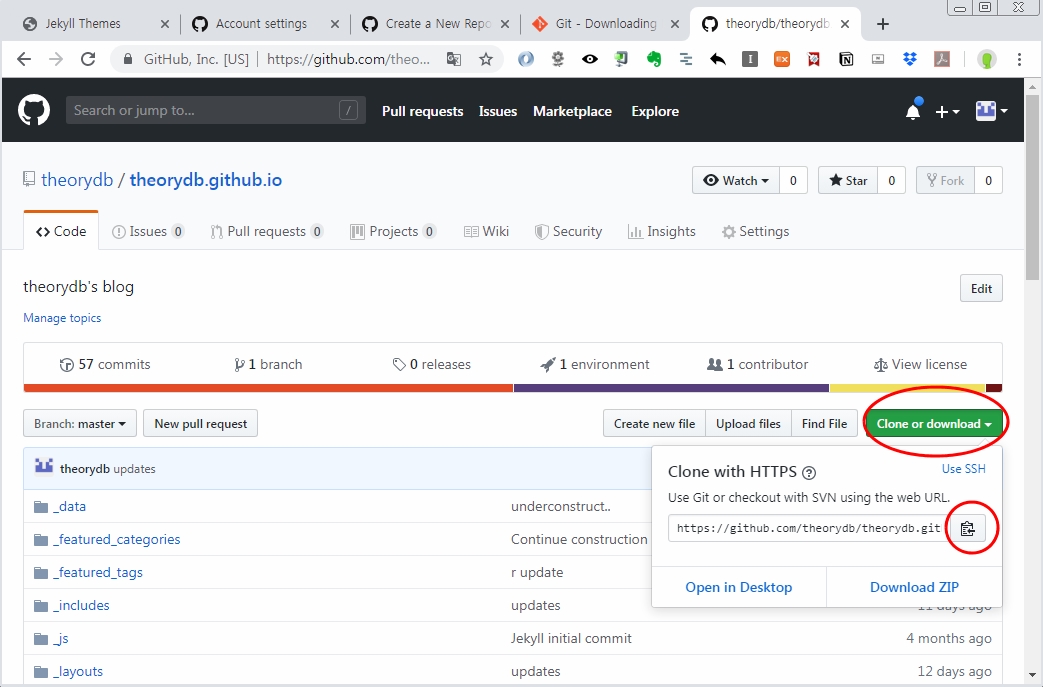 Jekyll Themes
Account settings
Create a New Repo
Git - Downloading
theorydb/theorydb
GitHub, Inc. [US] | https://github.com/theo...
Search or jump to...
/
Pull requests
Issues
Marketplace
Explore
theorydb / theorydb.github.io
Watch 0
Star 0
Fork 0
Code
Issues 0
Pull requests 0
Projects 0
Wiki
Security
Insights
Settings
theorydb's blog
Edit
Manage topics
57 commits
1 branch
0 releases
1 environment
1 contributor
View license
Branch: master
New pull request
Create new file
Upload files
Find File
Clone or download
theorydb updates
Clone with HTTPS
Use SSH
Use Git or checkout with SVN using the web URL.
https://github.com/theorydb/theorydb.git
Open in Desktop
Download ZIP
_data underconstruct..
_featured_categories Continue construction
_featured_tags r update
_includes updates 11 days ago
_js Jekyll initial commit 4 months ago
_layouts updates 12 days ago